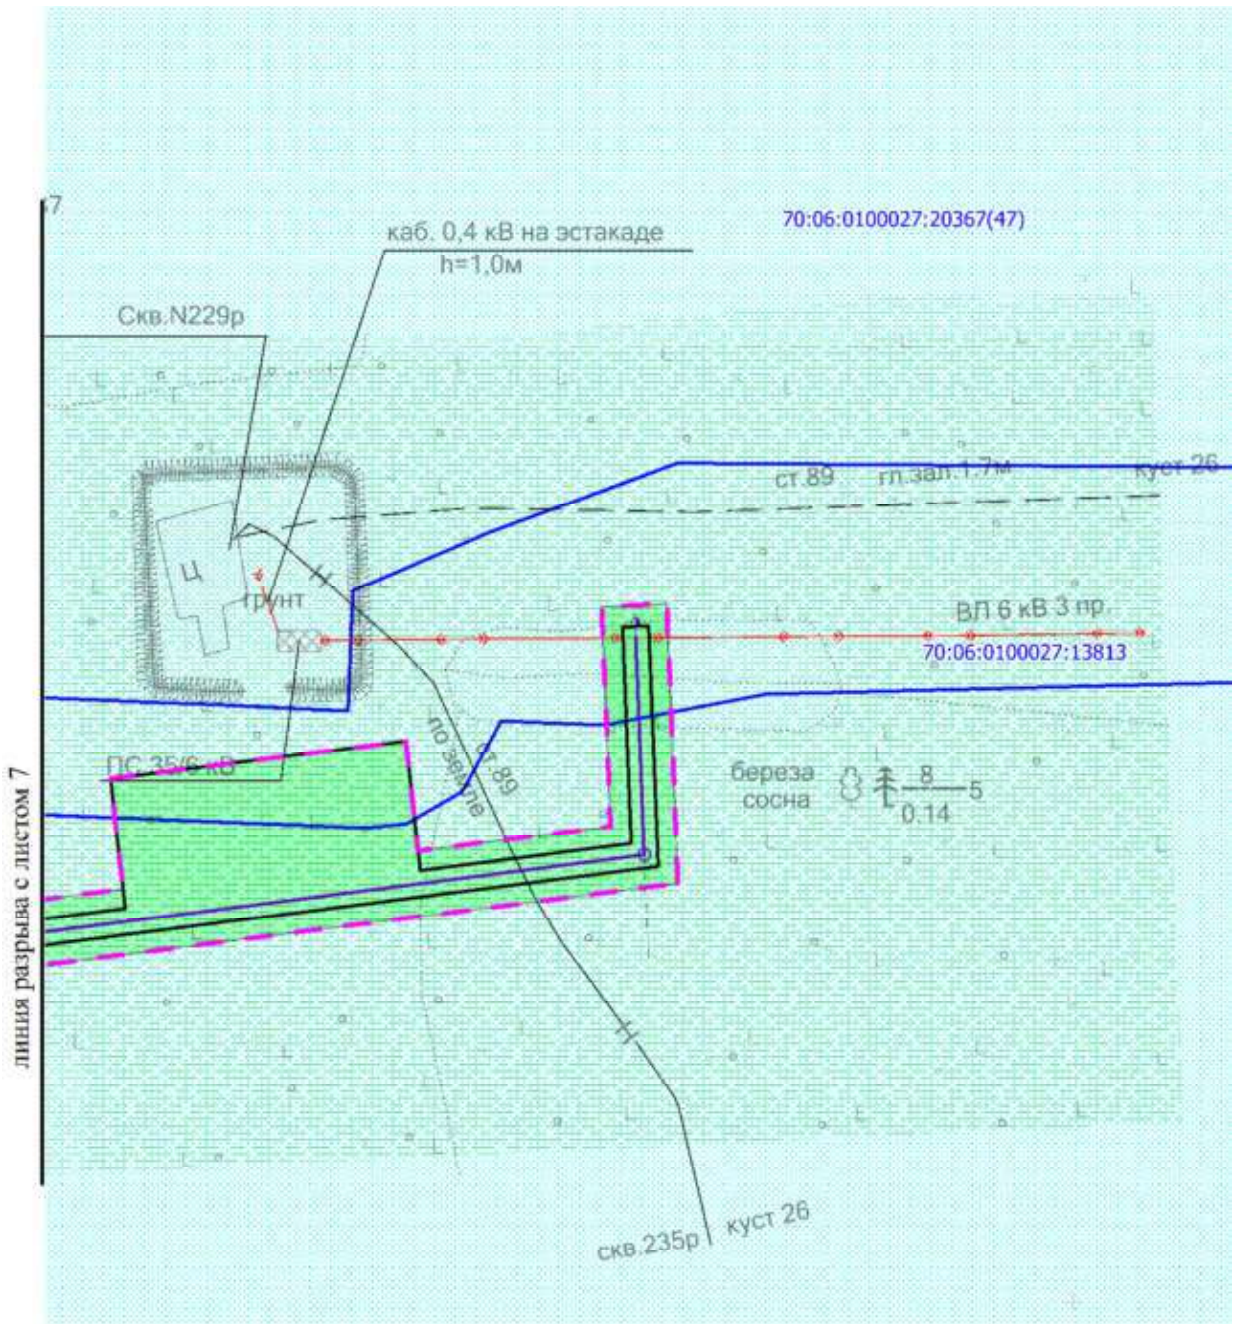 70:06:0100027:20367(47)
каб. 0,4 кВ на эстакаде
h=1,0м
Скв.N229р
ст.89 гл.зал.1.7м куст 26
Ц
грунт
ВЛ 6 кВ 3 пр.
70:06:0100027:13813
ПС 35/6 кВ
по земле
ст.89
береза
сосна
8
0.14
5
линия разрыва с листом 7
скв.235р
куст 26